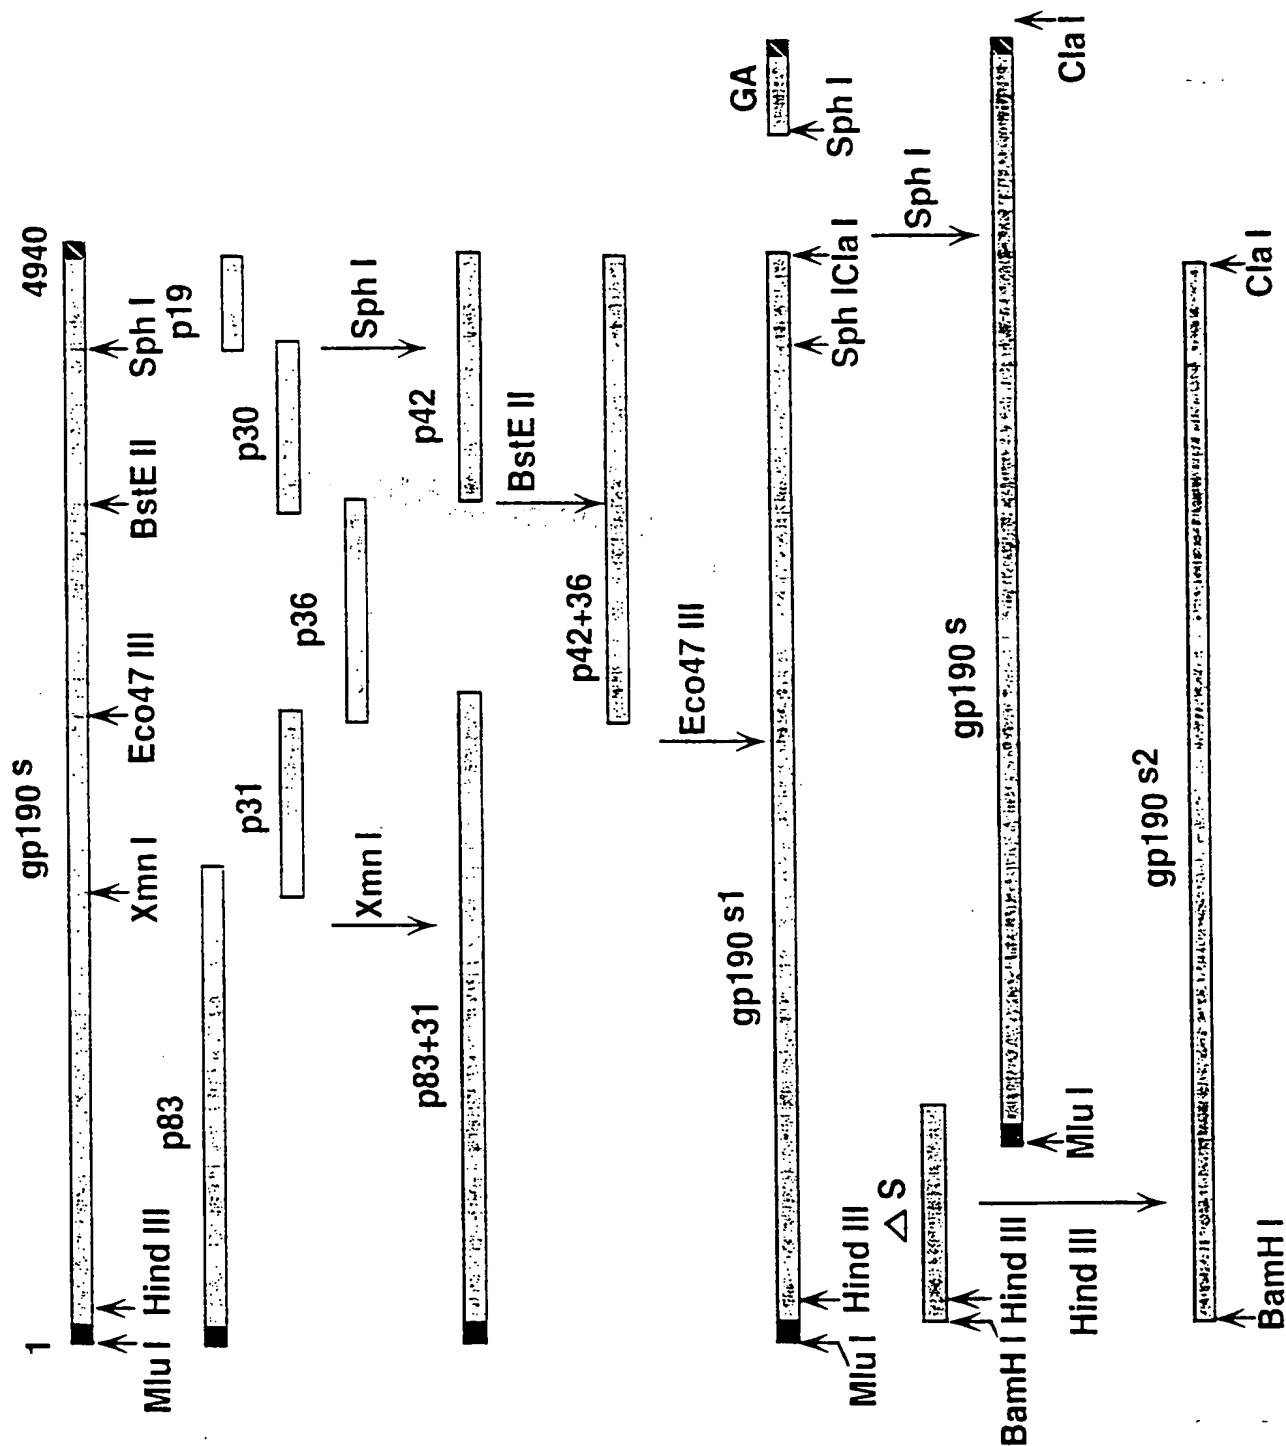 gp190 s
1
4940
Mlu I
Hind III
Xmn I
Eco47 III
BstE II
Sph I
p83
p31
p36
p30
p19
Xmn I
Sph I
p83+31
p42
BstE II
p42+36
Eco47 III
gp190 s1
GA
Mlu I
Hind III
Sph I
Cla I
Sph I
△ S
Sph I
BamH I
Hind III
gp190 s
Hind III
Mlu I
Cla I
gp190 s2
BamH I
Cla I